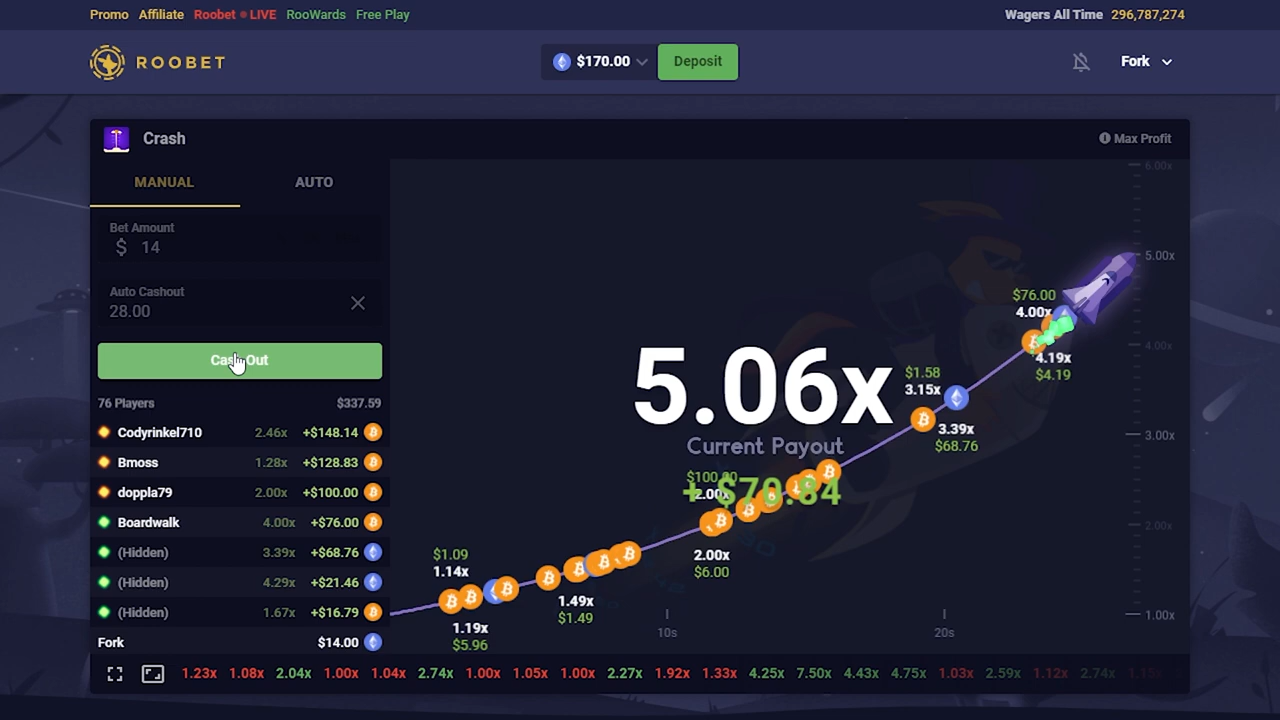 Promo Affiliate Roobet LIVE RooWards Free Play Wagers All Time 296,787,274
ROOBET $170.00 Deposit Fork
Crash Max Profit
MANUAL AUTO
Bet Amount
$ 14
Auto Cashout
28.00
Cash Out
76 Players $337.59
Codyrinkel710 2.46x +$148.14
Bmoss 1.28x +$128.83
doppla79 2.00x +$100.00
Boardwalk 4.00x +$76.00
(Hidden) 3.39x +$68.76
(Hidden) 4.29x +$21.46
(Hidden) 1.67x +$16.79
Fork $14.00
6.00x
5.00x
4.00x
3.00x
2.00x
1.00x
$76.00
4.00x
4.19x
$4.19
5.06x
Current Payout
+ $70.84
$1.58
3.15x
3.39x
$68.76
$100.00
2.00x
2.00x
$6.00
$1.09
1.14x
1.49x
$1.49
1.19x
$5.96
10s 20s
1.23x 1.08x 2.04x 1.00x 1.04x 2.74x 1.00x 1.05x 1.00x 2.27x 1.92x 1.33x 4.25x 7.50x 4.43x 4.75x 1.03x 2.59x 1.12x 2.74x 1.15x